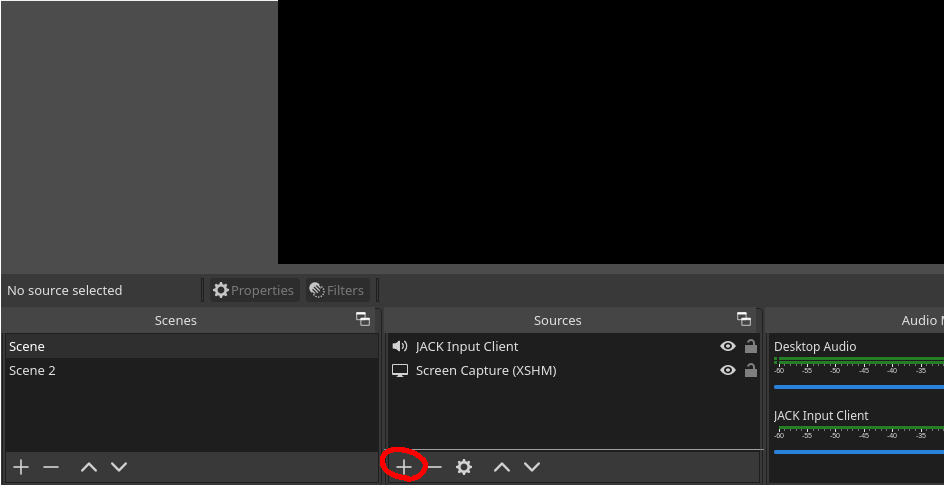 No source selected
Properties
Filters
Scenes
Sources
Audio M
Scene
JACK Input Client
Desktop Audio
Scene 2
Screen Capture (XSHM)
-60 -55 -50 -45 -40 -35
JACK Input Client
-60 -55 -50 -45 -40 -35